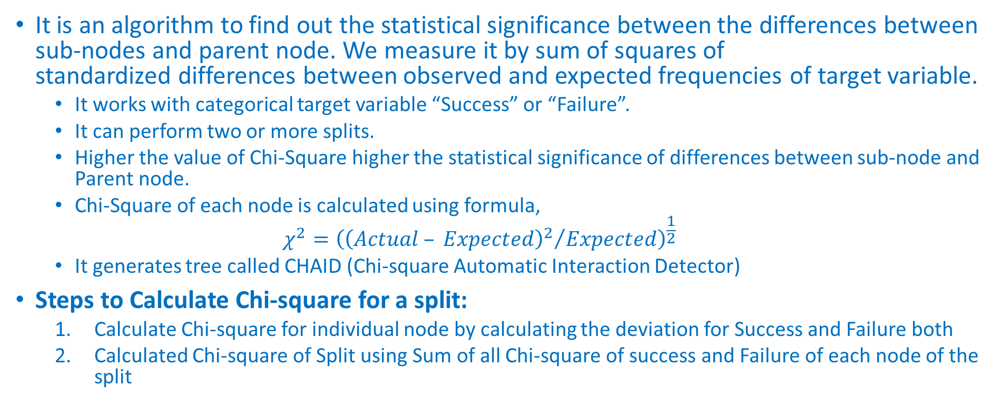 • It is an algorithm to find out the statistical significance between the differences between
sub-nodes and parent node. We measure it by sum of squares of
standardized differences between observed and expected frequencies of target variable.
• It works with categorical target variable “Success” or “Failure”.
• It can perform two or more splits.
• Higher the value of Chi-Square higher the statistical significance of differences between sub-node and
Parent node.
• Chi-Square of each node is calculated using formula,
χ² = ((Actual – Expected)²/Expected)^(1/2)
• It generates tree called CHAID (Chi-square Automatic Interaction Detector)
• Steps to Calculate Chi-square for a split:
1. Calculate Chi-square for individual node by calculating the deviation for Success and Failure both
2. Calculated Chi-square of Split using Sum of all Chi-square of success and Failure of each node of the
split